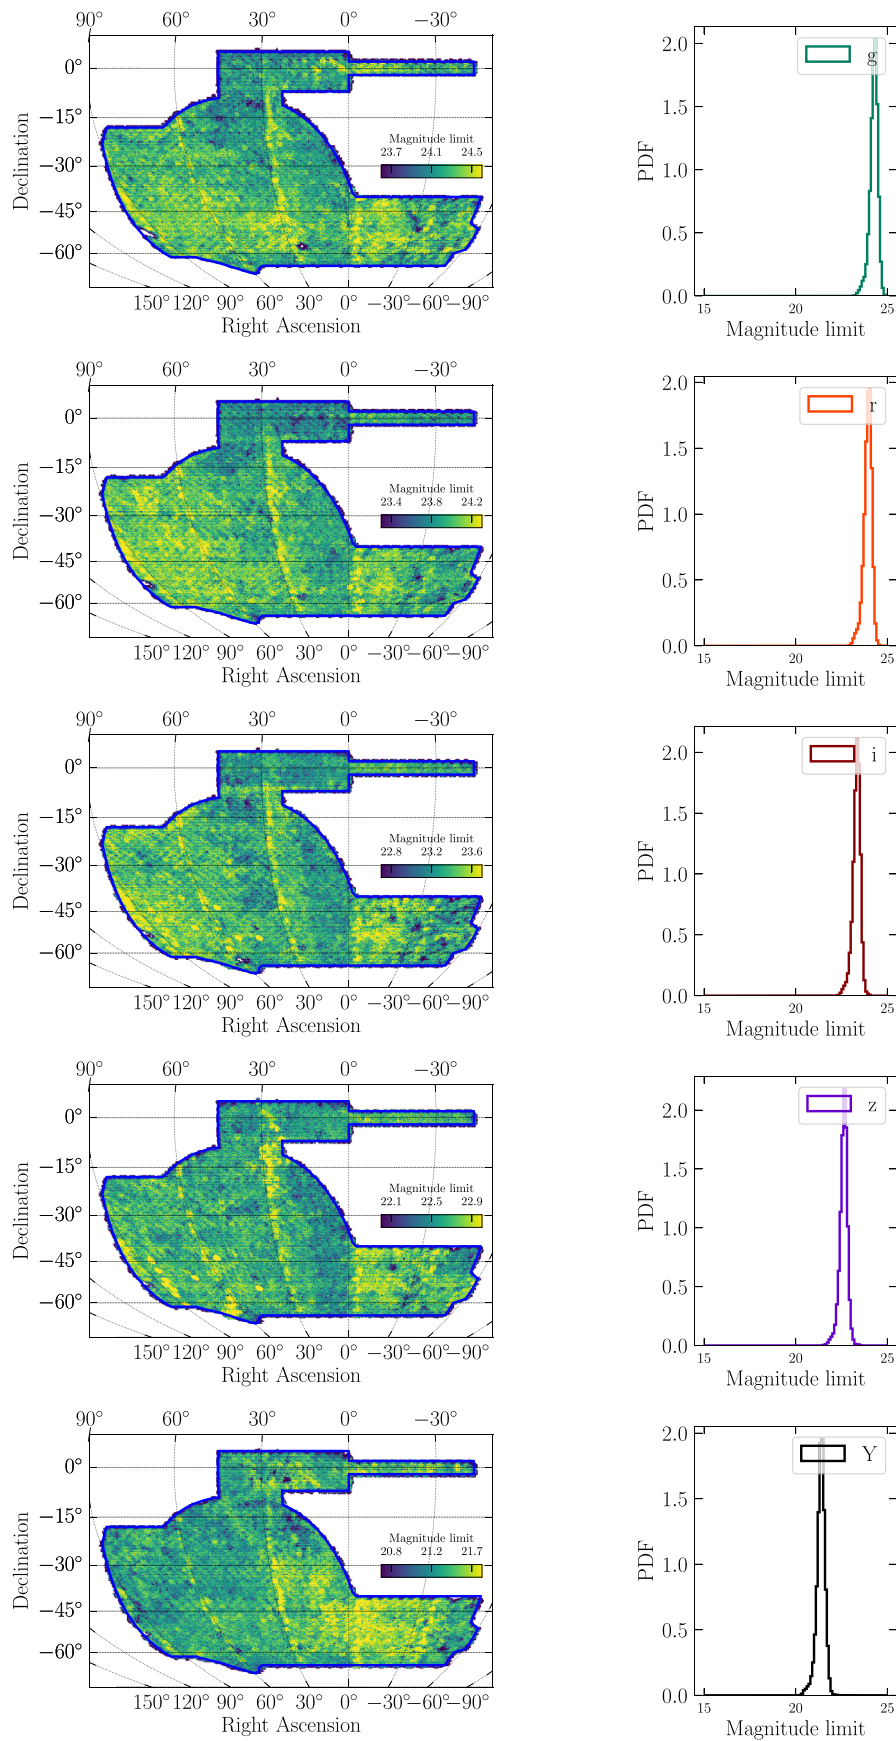 90° 60° 30° 0° −30°
0°
−15°
−30°
−45°
−60°
Declination
Magnitude limit
23.7 24.1 24.5
150° 120° 90° 60° 30° 0° −30° −60° −90°
Right Ascension
2.0
1.5
1.0
0.5
0.0
PDF
g
15 20 25
Magnitude limit
90° 60° 30° 0° −30°
0°
−15°
−30°
−45°
−60°
Declination
Magnitude limit
23.4 23.8 24.2
150° 120° 90° 60° 30° 0° −30° −60° −90°
Right Ascension
2.0
1.5
1.0
0.5
0.0
PDF
r
15 20 25
Magnitude limit
90° 60° 30° 0° −30°
0°
−15°
−30°
−45°
−60°
Declination
Magnitude limit
22.8 23.2 23.6
150° 120° 90° 60° 30° 0° −30° −60° −90°
Right Ascension
2.0
1.5
1.0
0.5
0.0
PDF
i
15 20 25
Magnitude limit
90° 60° 30° 0° −30°
0°
−15°
−30°
−45°
−60°
Declination
Magnitude limit
22.1 22.5 22.9
150° 120° 90° 60° 30° 0° −30° −60° −90°
Right Ascension
2.0
1.5
1.0
0.5
0.0
PDF
z
15 20 25
Magnitude limit
90° 60° 30° 0° −30°
0°
−15°
−30°
−45°
−60°
Declination
Magnitude limit
20.8 21.2 21.7
150° 120° 90° 60° 30° 0° −30° −60° −90°
Right Ascension
2.0
1.5
1.0
0.5
0.0
PDF
Y
15 20 25
Magnitude limit